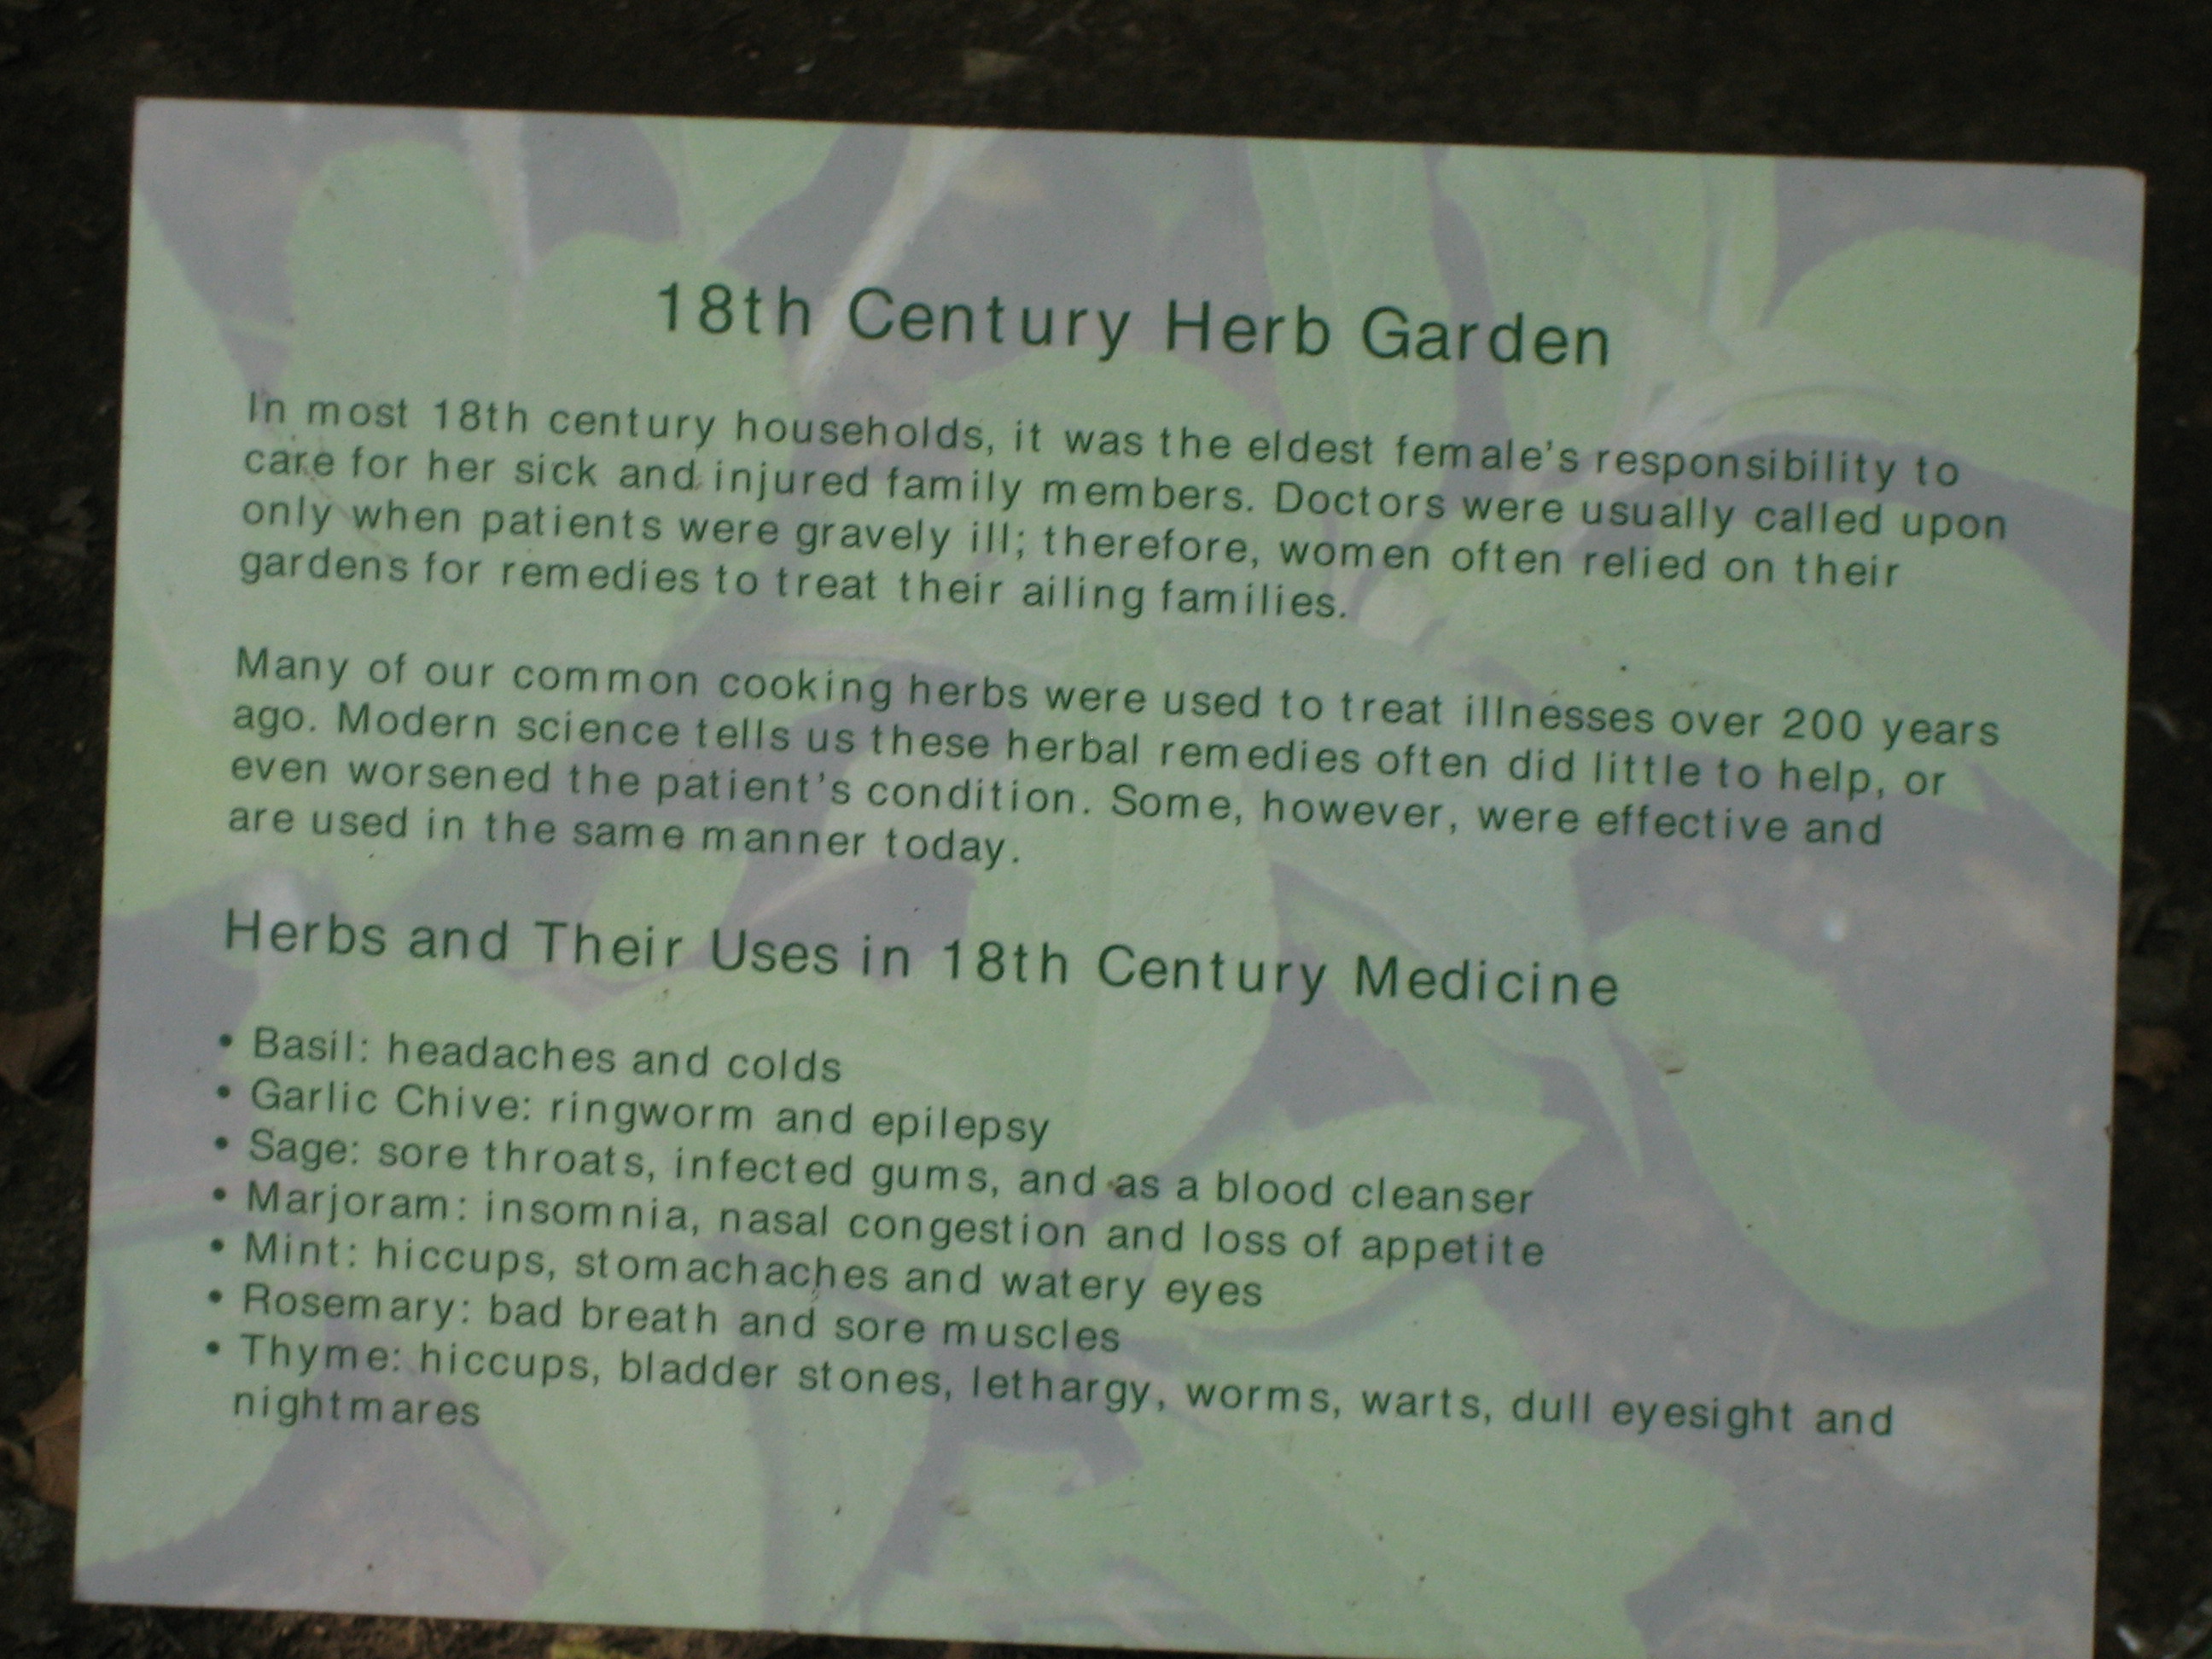 18th Century Herb Garden
In most 18th century households, it was the eldest female's responsibility to
care for her sick and injured family members. Doctors were usually called upon
only when patients were gravely ill; therefore, women often relied on their
gardens for remedies to treat their ailing families.
Many of our common cooking herbs were used to treat illnesses over 200 years
ago. Modern science tells us these herbal remedies often did little to help, or
even worsened the patient's condition. Some, however, were effective and
are used in the same manner today.
Herbs and Their Uses in 18th Century Medicine
• Basil: headaches and colds
• Garlic Chive: ringworm and epilepsy
• Sage: sore throats, infected gums, and as a blood cleanser
• Marjoram: insomnia, nasal congestion and loss of appetite
• Mint: hiccups, stomachaches and watery eyes
• Rosemary: bad breath and sore muscles
• Thyme: hiccups, bladder stones, lethargy, worms, warts, dull eyesight and
nightmares